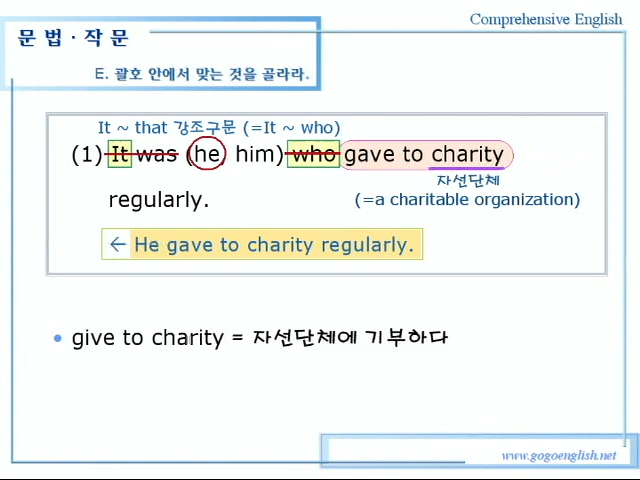 Comprehensive English
문법·작문
E. 괄호 안에서 맞는 것을 골라라.
It ~ that 강조구문 (=It ~ who)
(1) It was (he, him) who gave to charity
자선단체
regularly.
(=a charitable organization)
← He gave to charity regularly.
• give to charity = 자선단체에 기부하다
www.gogoenglish.net